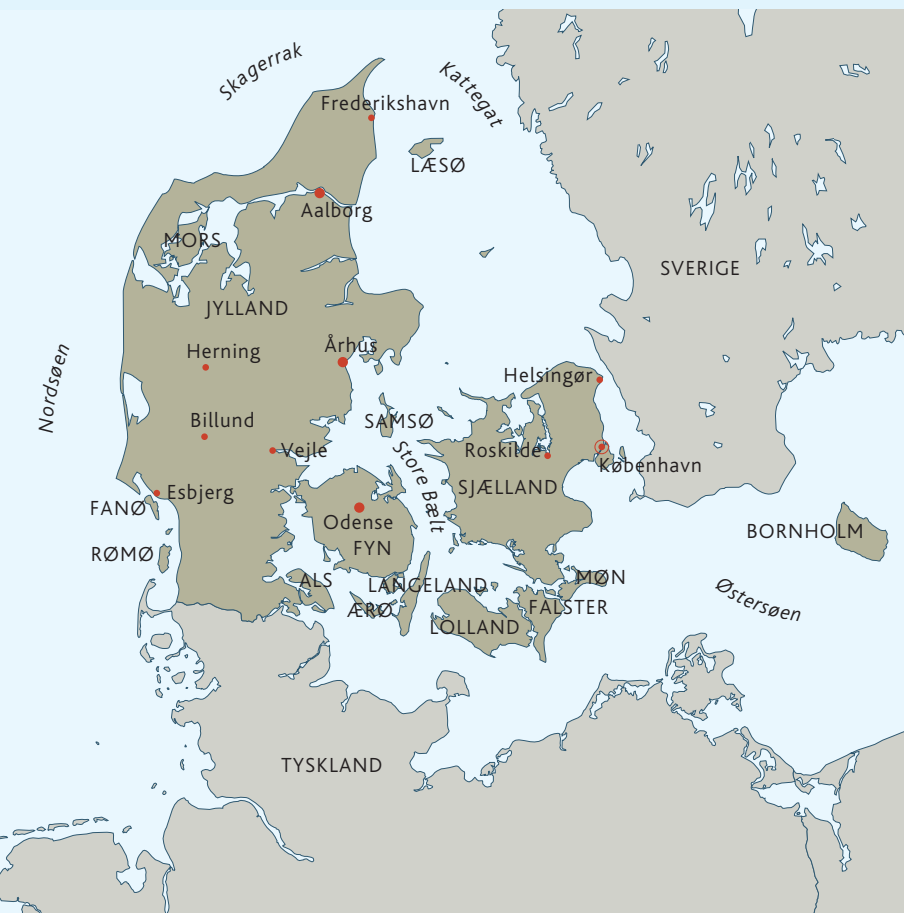 Skagerrak
Kattegat
Frederikshavn
LÆSØ
Aalborg
MORS
SVERIGE
JYLLAND
Nordsøen
Herning
Århus
Helsingør
Billund
SAMSØ
Vejle
Store Bælt
Roskilde
København
SJÆLLAND
Esbjerg
FANØ
Odense
BORNHOLM
FYN
RØMØ
ALS
LANGELAND
MØN
Østersøen
ÆRØ
FALSTER
LOLLAND
TYSKLAND